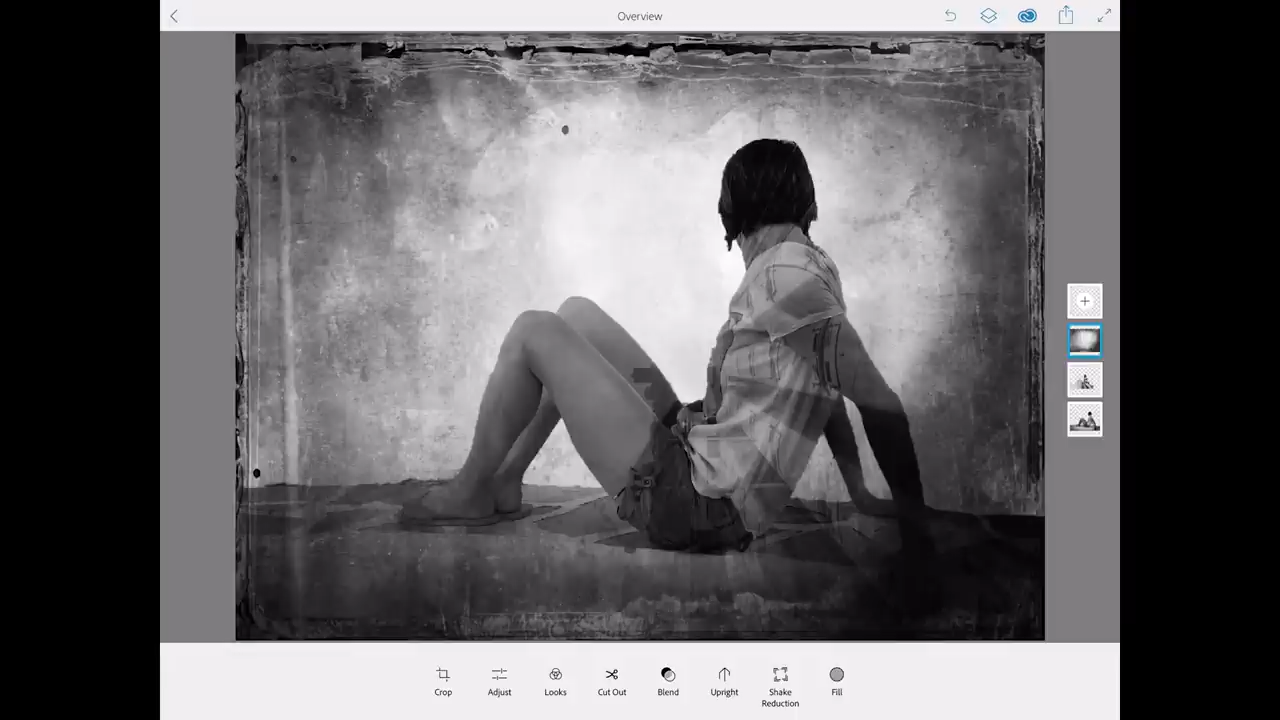 Overview
Crop
Adjust
Looks
Cut Out
Blend
Upright
Shake
Reduction
Fill